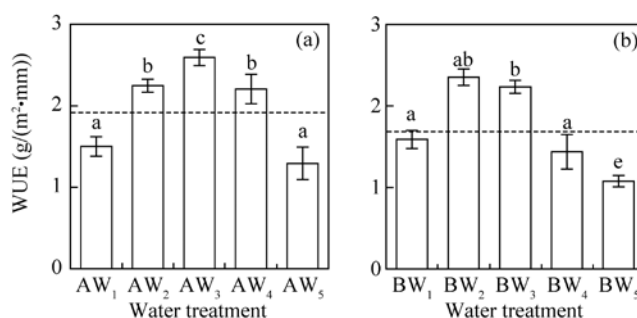 (a)
(b)
3
2
1
0
WUE (g/(m²•mm))
a
b
c
b
a
AW₁ AW₂ AW₃ AW₄ AW₅
Water treatment
3
2
1
0
a
ab
b
a
e
BW₁ BW₂ BW₃ BW₄ BW₅
Water treatment